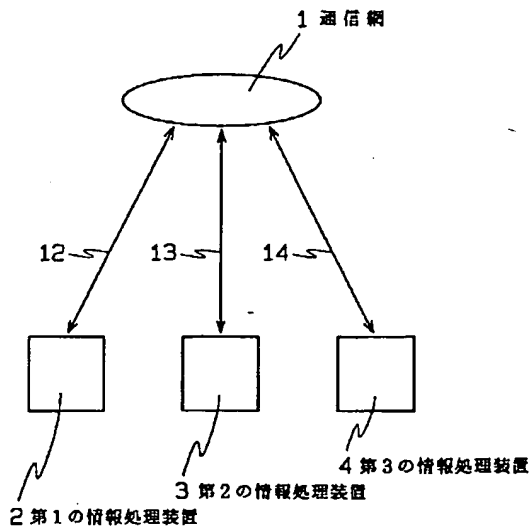 1 通信網
12
13
14
4 第3の情報処理装置
3 第2の情報処理装置
2 第1の情報処理装置